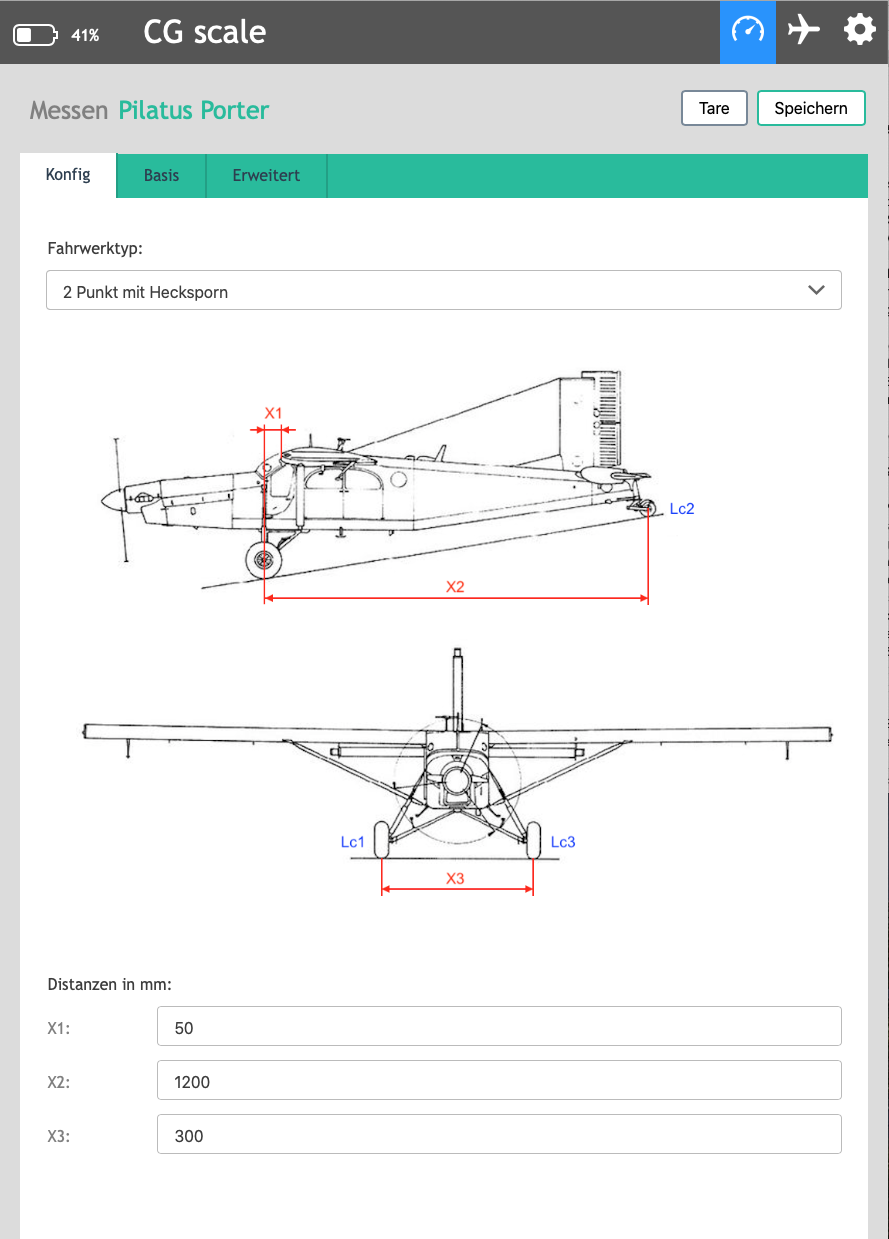 41%
CG scale
Messen Pilatus Porter
Tare
Speichern
Konfig
Basis
Erweitert
Fahrwerktyp:
2 Punkt mit Hecksporn
X1
Lc2
X2
Lc1
Lc3
X3
Distanzen in mm:
X1:
50
X2:
1200
X3:
300